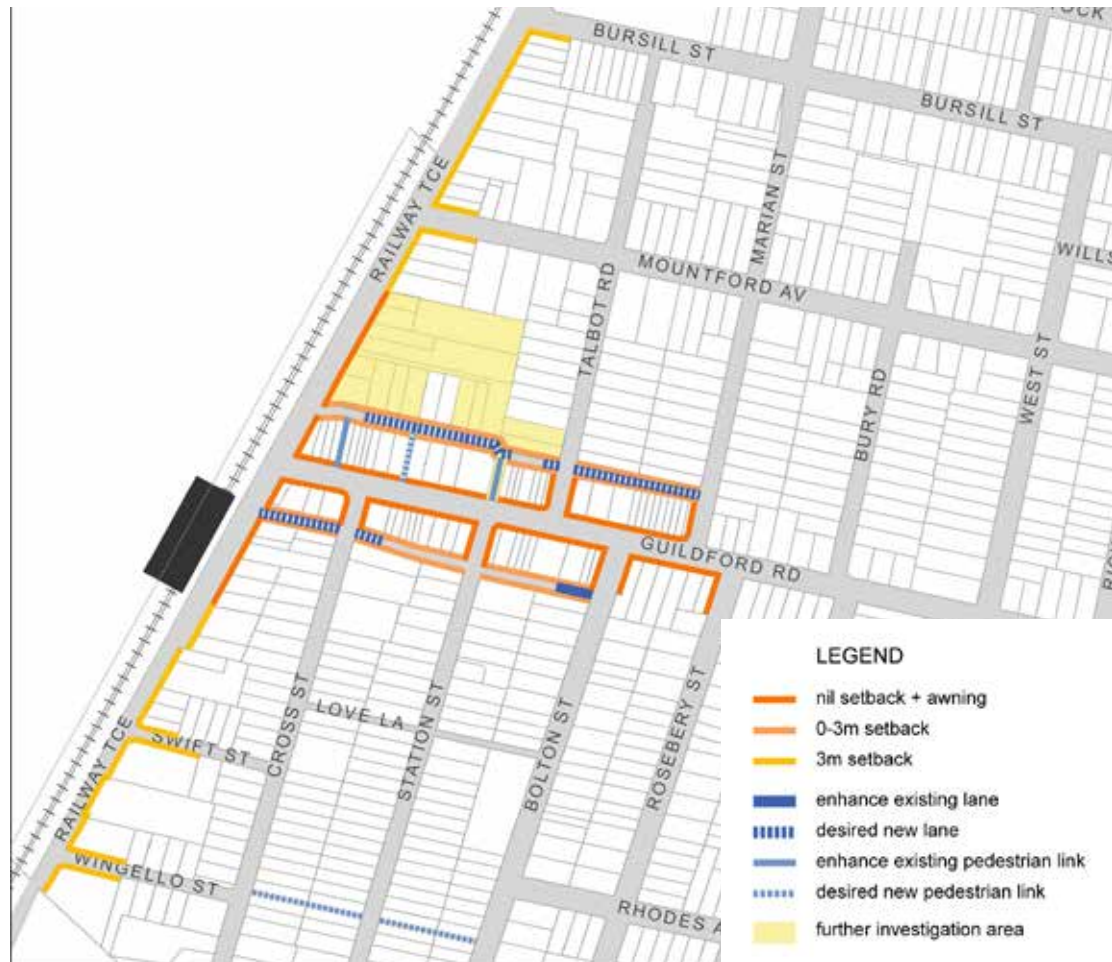 BURSILL ST
BURSILL ST
RAILWAY TCE
MARIAN ST
MOUNTFORD AV
TALBOT RD
WEST ST
BURY RD
GUILDFORD RD
LOVE LA
CROSS ST
STATION ST
BOLTON ST
ROSEBERY ST
SWIFT ST
RAILWAY TCE
WINGELLO ST
RHODES
LEGEND
nil setback + awning
0-3m setback
3m setback
enhance existing lane
desired new lane
enhance existing pedestrian link
desired new pedestrian link
further investigation area